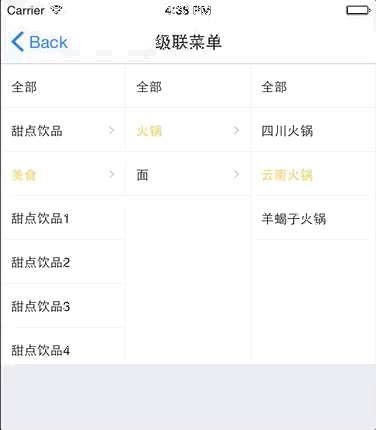 Carrier 4:35 PM
Back 级联菜单
全部 全部 全部
甜点饮品 火锅 四川火锅
美食 面 云南火锅
甜点饮品1 羊蝎子火锅
甜点饮品2
甜点饮品3
甜点饮品4